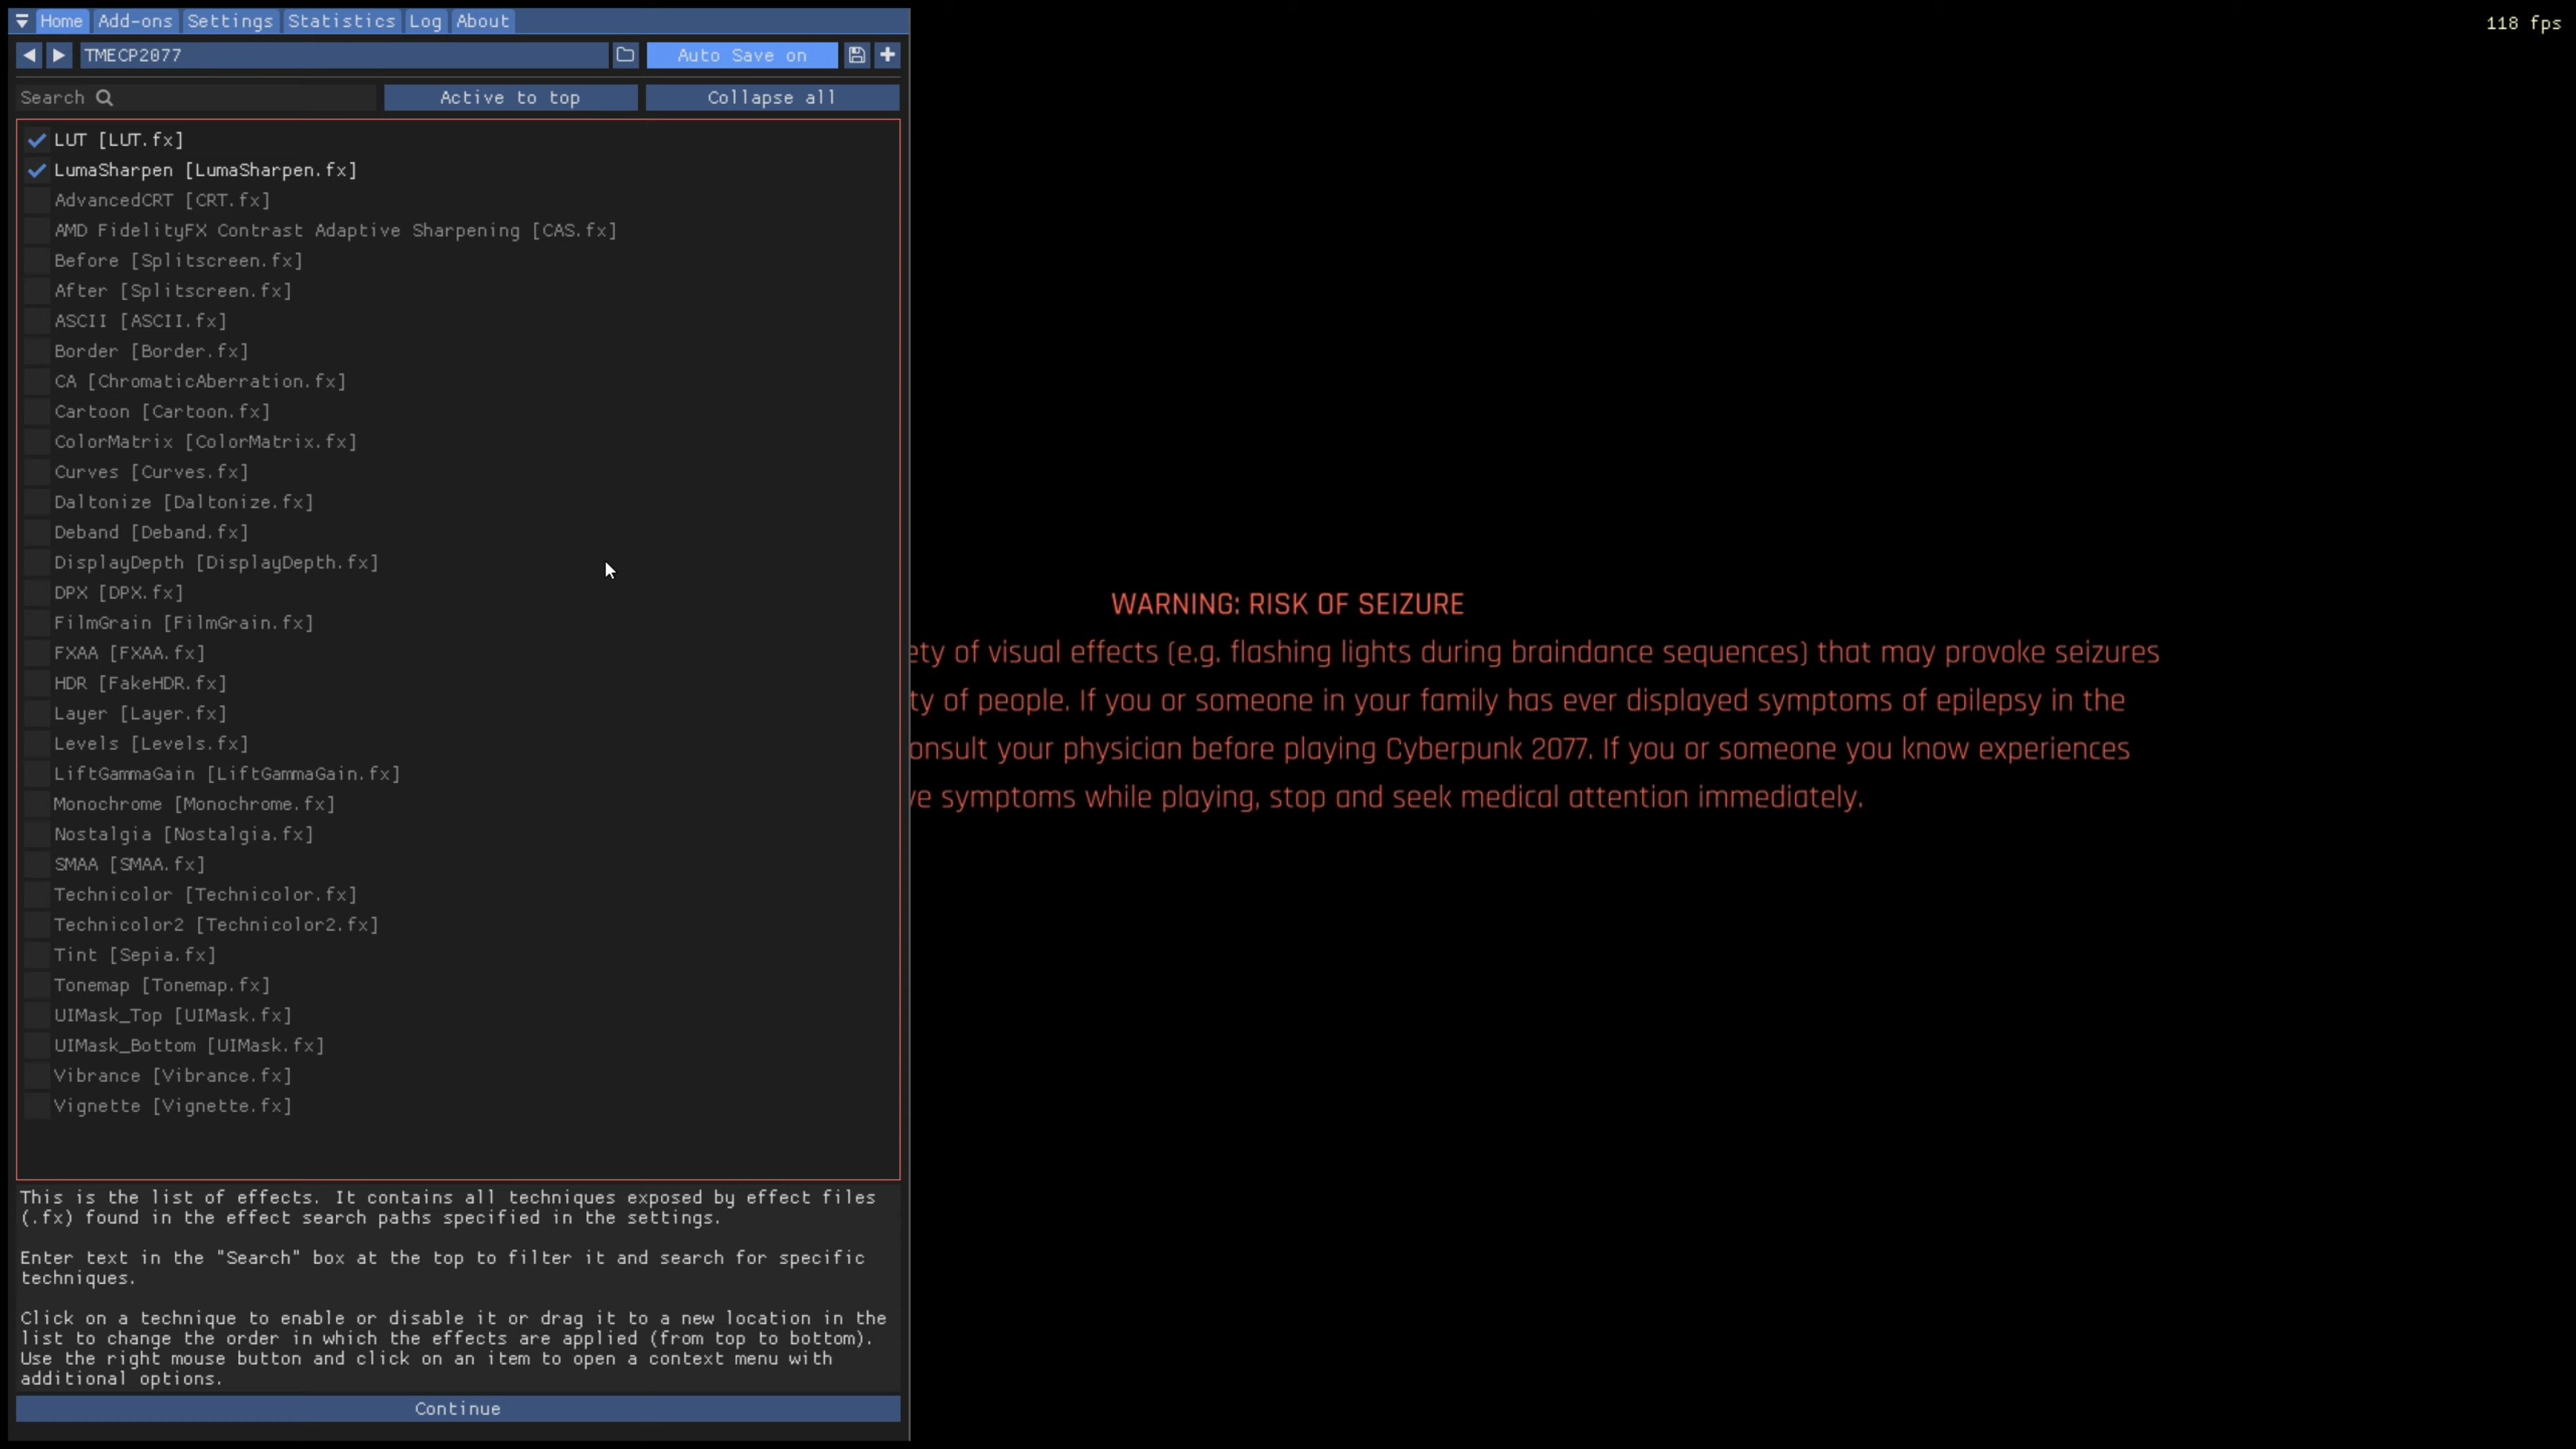 Home Add-ons Settings Statistics Log About
TMECP2077 Auto Save on
Search Active to top Collapse all
LUT [LUT.fx]
LumaSharpen [LumaSharpen.fx]
AdvancedCRT [CRT.fx]
AMD FidelityFX Contrast Adaptive Sharpening [CAS.fx]
Before [Splitscreen.fx]
After [Splitscreen.fx]
ASCII [ASCII.fx]
Border [Border.fx]
CA [ChromaticAberration.fx]
Cartoon [Cartoon.fx]
ColorMatrix [ColorMatrix.fx]
Curves [Curves.fx]
Daltonize [Daltonize.fx]
Deband [Deband.fx]
DisplayDepth [DisplayDepth.fx]
DPX [DPX.fx]
FilmGrain [FilmGrain.fx]
FXAA [FXAA.fx]
HDR [FakeHDR.fx]
Layer [Layer.fx]
Levels [Levels.fx]
LiftGammaGain [LiftGammaGain.fx]
Monochrome [Monochrome.fx]
Nostalgia [Nostalgia.fx]
SMAA [SMAA.fx]
Technicolor [Technicolor.fx]
Technicolor2 [Technicolor2.fx]
Tint [Sepia.fx]
Tonemap [Tonemap.fx]
UIMask_Top [UIMask.fx]
UIMask_Bottom [UIMask.fx]
Vibrance [Vibrance.fx]
Vignette [Vignette.fx]
This is the list of effects. It contains all techniques exposed by effect files
(.fx) found in the effect search paths specified in the settings.
Enter text in the "Search" box at the top to filter it and search for specific
techniques.
Click on a technique to enable or disable it or drag it to a new location in the
list to change the order in which the effects are applied (from top to bottom).
Use the right mouse button and click on an item to open a context menu with
additional options.
Continue
118 fps
WARNING: RISK OF SEIZURE
ety of visual effects (e.g. flashing lights during braindance sequences) that may provoke seizures
ty of people. If you or someone in your family has ever displayed symptoms of epilepsy in the
onsult your physician before playing Cyberpunk 2077. If you or someone you know experiences
ve symptoms while playing, stop and seek medical attention immediately.